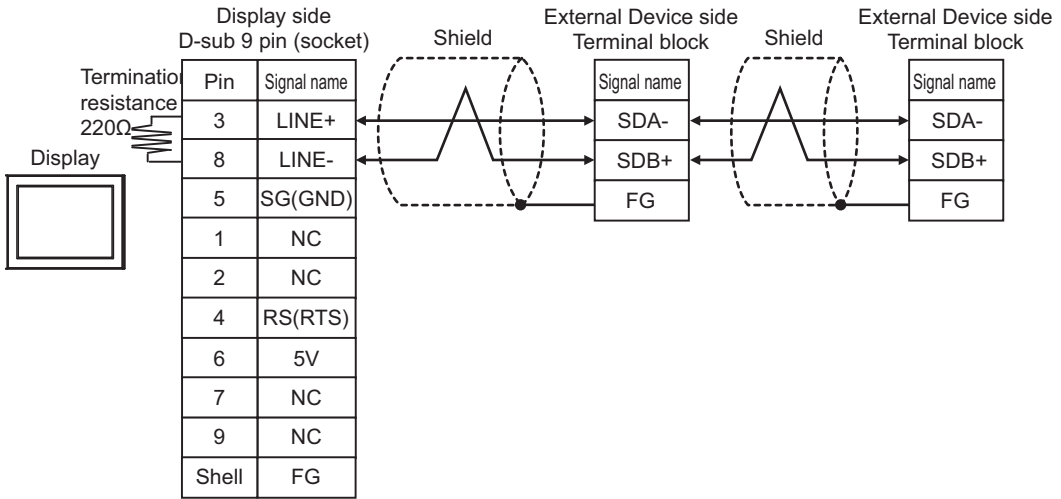 Display side
D-sub 9 pin (socket)
Shield
External Device side
Terminal block
Shield
External Device side
Terminal block
Termination
resistance
220Ω
Display
Pin Signal name
3 LINE+
8 LINE-
5 SG(GND)
1 NC
2 NC
4 RS(RTS)
6 5V
7 NC
9 NC
Shell FG
Signal name
SDA-
SDB+
FG
Signal name
SDA-
SDB+
FG